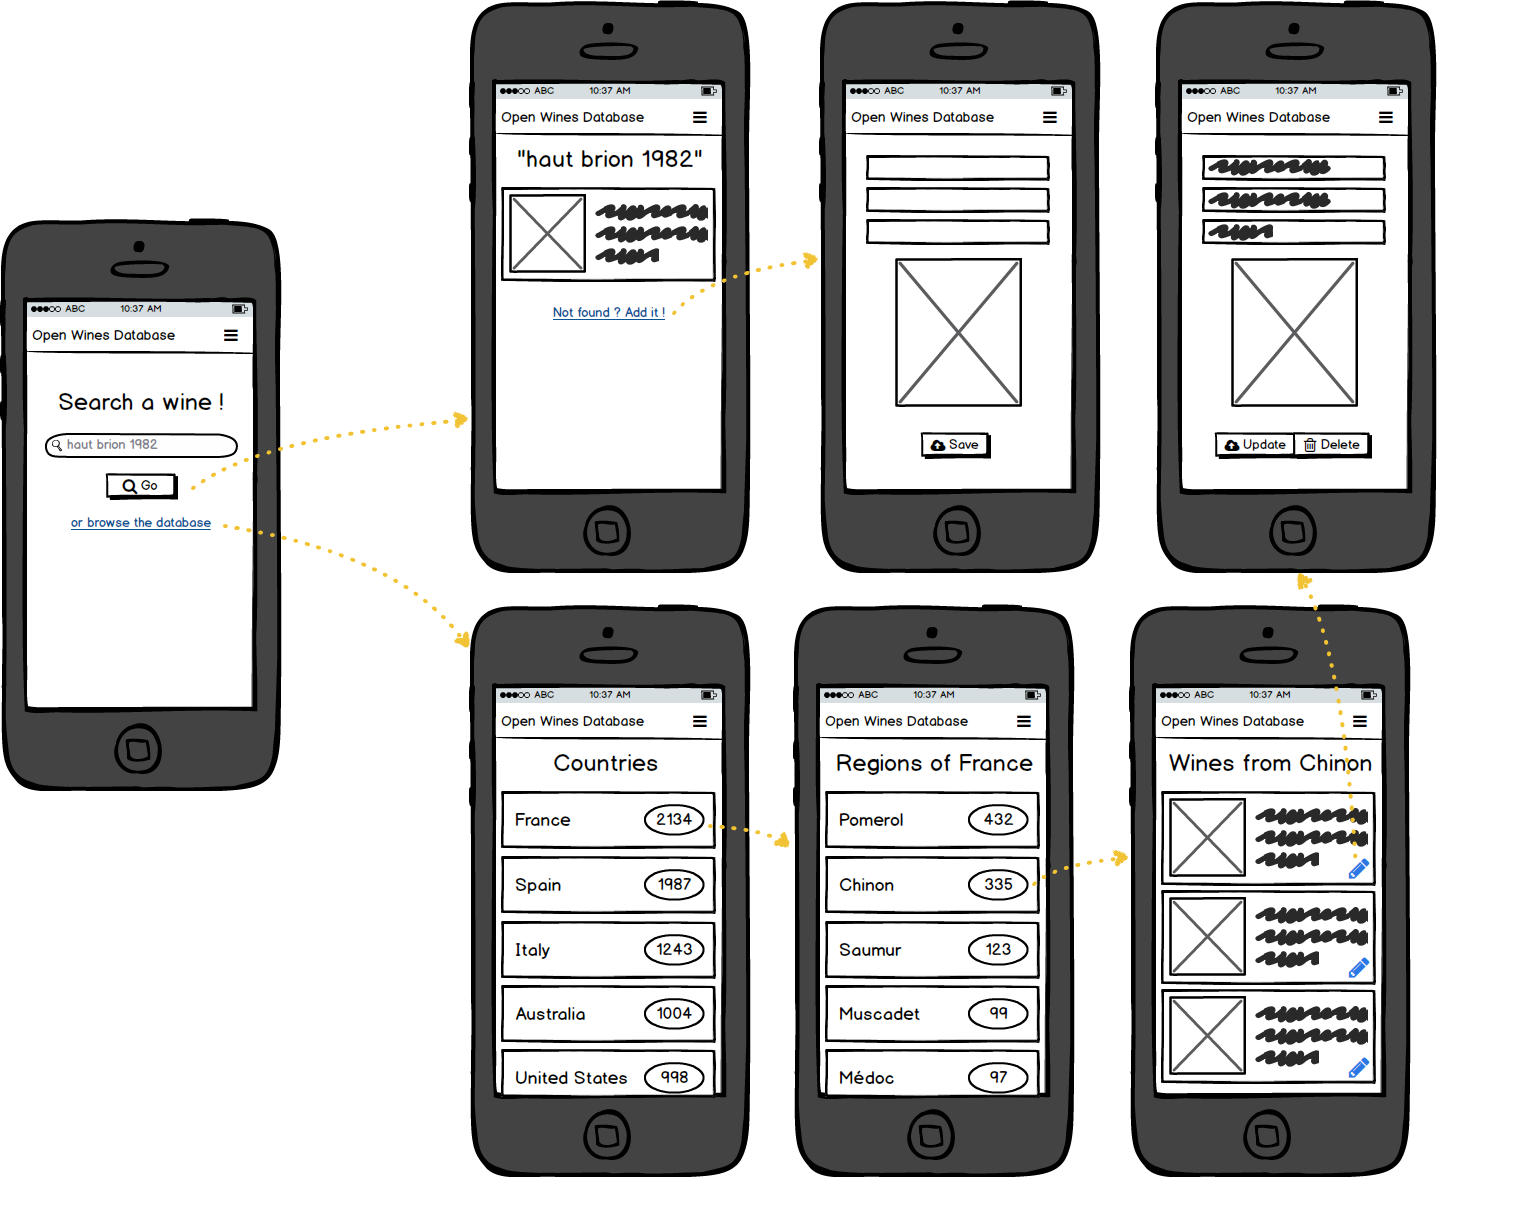 ABC 10:37 AM
Open Wines Database
Search a wine !
haut brion 1982
Go
or browse the database
ABC 10:37 AM
Open Wines Database
"haut brion 1982"
Not found ? Add it !
ABC 10:37 AM
Open Wines Database
Save
ABC 10:37 AM
Open Wines Database
Update Delete
ABC 10:37 AM
Open Wines Database
Countries
France 2134
Spain 1987
Italy 1243
Australia 1004
United States 998
ABC 10:37 AM
Open Wines Database
Regions of France
Pomerol 432
Chinon 335
Saumur 123
Muscadet 99
Médoc 97
ABC 10:37 AM
Open Wines Database
Wines from Chinon